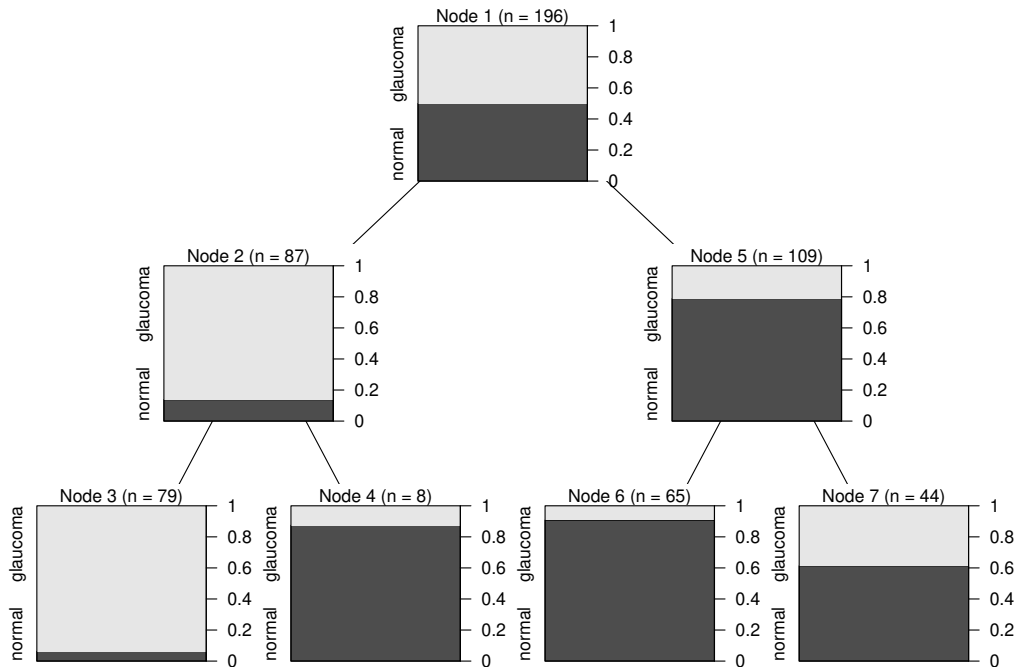 Node 1 (n = 196)
glaucoma
normal
1
0.8
0.6
0.4
0.2
0
Node 2 (n = 87)
glaucoma
normal
1
0.8
0.6
0.4
0.2
0
Node 5 (n = 109)
glaucoma
normal
1
0.8
0.6
0.4
0.2
0
Node 3 (n = 79)
glaucoma
normal
1
0.8
0.6
0.4
0.2
0
Node 4 (n = 8)
glaucoma
normal
1
0.8
0.6
0.4
0.2
0
Node 6 (n = 65)
glaucoma
normal
1
0.8
0.6
0.4
0.2
0
Node 7 (n = 44)
glaucoma
normal
1
0.8
0.6
0.4
0.2
0